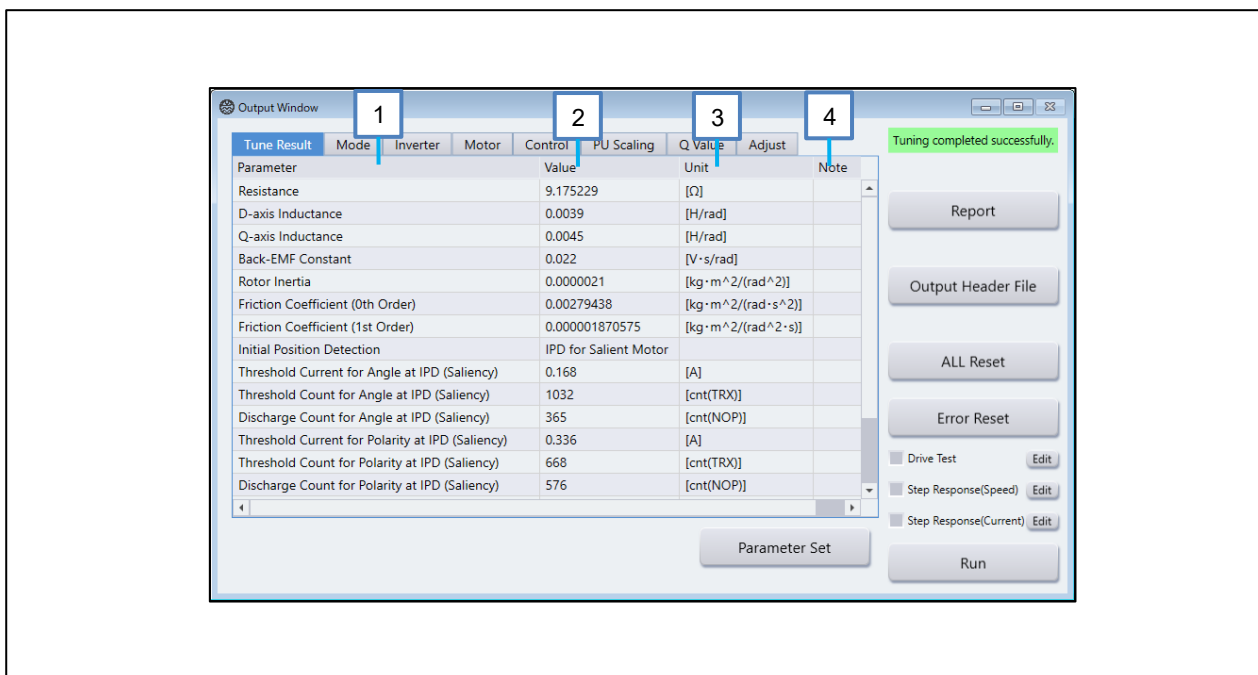 Output Window
1
2
3
4
Tune Result Mode Inverter Motor Control PU Scaling Q Value Adjust
Tuning completed successfully.
Parameter Value Unit Note
Resistance 9.175229 [Ω]
D-axis Inductance 0.0039 [H/rad]
Q-axis Inductance 0.0045 [H/rad]
Back-EMF Constant 0.022 [V·s/rad]
Rotor Inertia 0.0000021 [kg·m^2/(rad^2)]
Friction Coefficient (0th Order) 0.00279438 [kg·m^2/(rad·s^2)]
Friction Coefficient (1st Order) 0.000001870575 [kg·m^2/(rad^2·s)]
Initial Position Detection IPD for Salient Motor
Threshold Current for Angle at IPD (Saliency) 0.168 [A]
Threshold Count for Angle at IPD (Saliency) 1032 [cnt(TRX)]
Discharge Count for Angle at IPD (Saliency) 365 [cnt(NOP)]
Threshold Current for Polarity at IPD (Saliency) 0.336 [A]
Threshold Count for Polarity at IPD (Saliency) 668 [cnt(TRX)]
Discharge Count for Polarity at IPD (Saliency) 576 [cnt(NOP)]
Parameter Set
Report
Output Header File
ALL Reset
Error Reset
Drive Test Edit
Step Response(Speed) Edit
Step Response(Current) Edit
Run